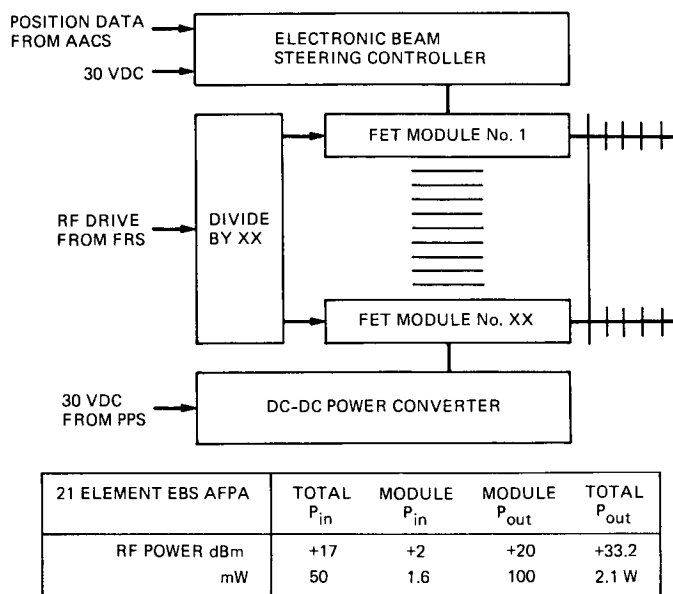 POSITION DATA
FROM AACS
30 VDC
ELECTRONIC BEAM
STEERING CONTROLLER
FET MODULE No. 1
RF DRIVE
FROM FRS
DIVIDE
BY XX
FET MODULE No. XX
30 VDC
FROM PPS
DC-DC POWER CONVERTER
21 ELEMENT EBS AFPA TOTAL Pin MODULE Pin MODULE Pout TOTAL Pout
RF POWER dBm +17 +2 +20 +33.2
mW 50 1.6 100 2.1 W